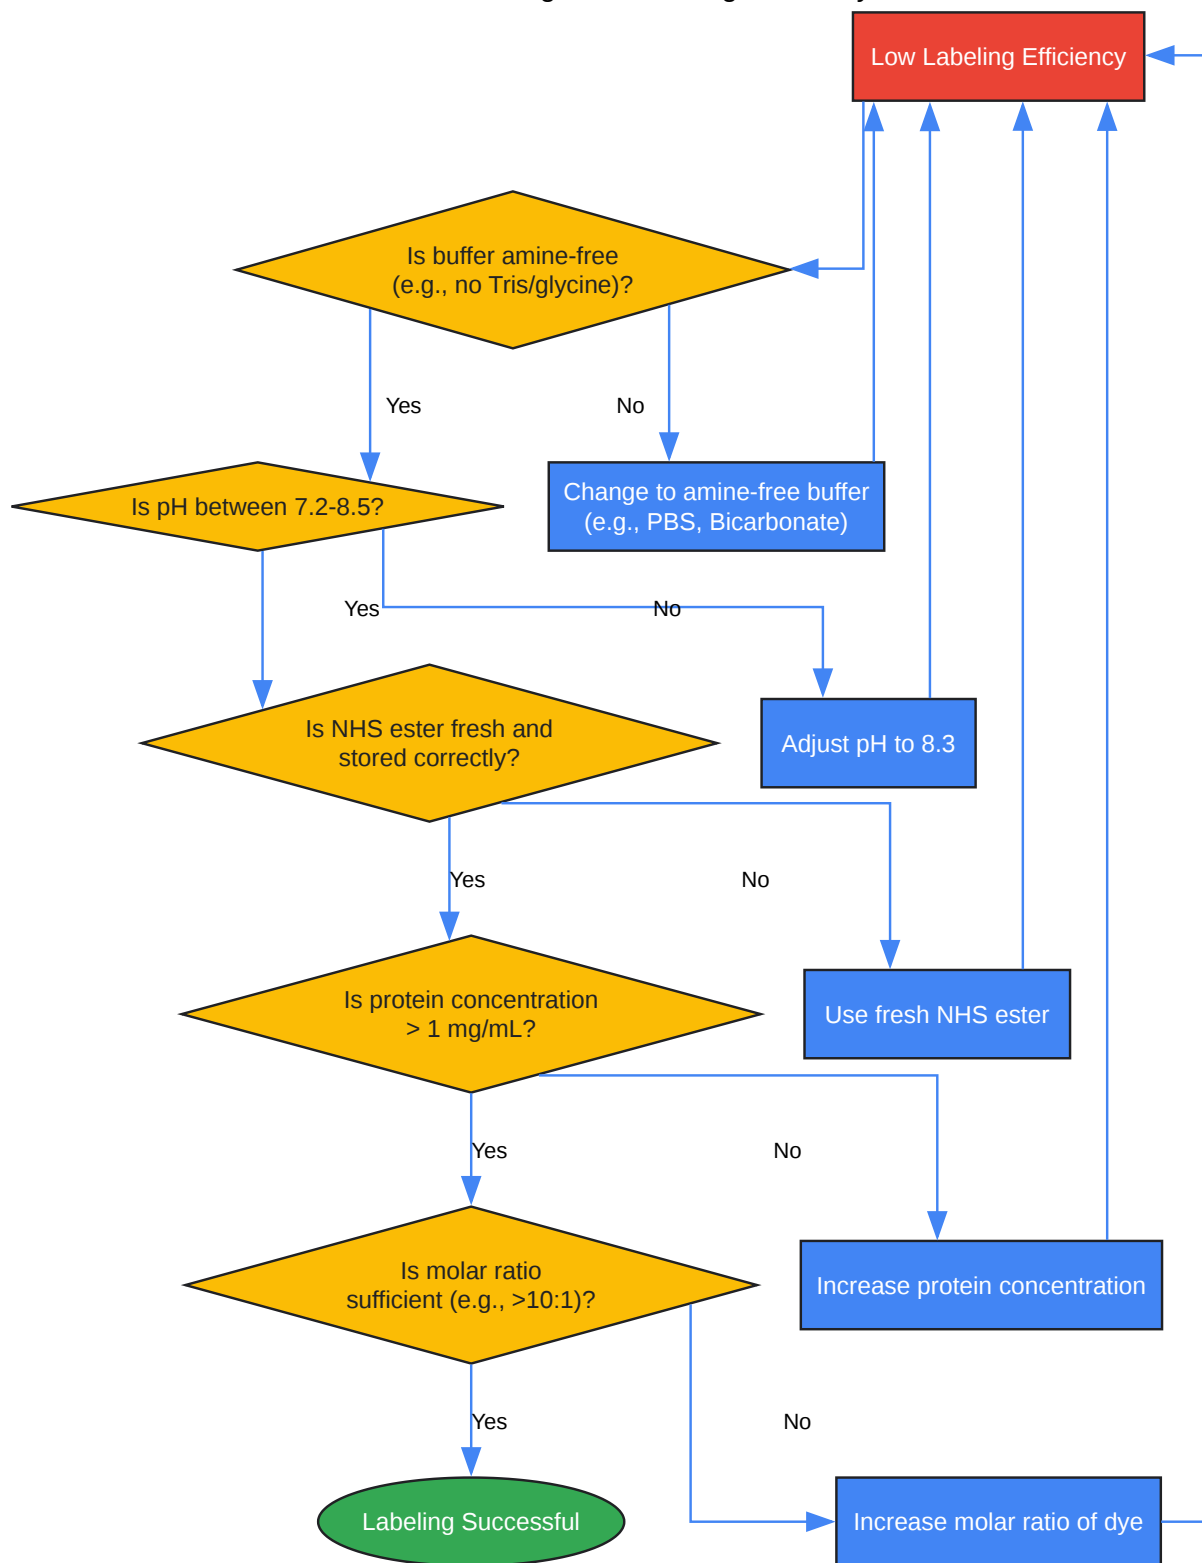 Low Labeling Efficiency
Is buffer amine-free
(e.g., no Tris/glycine)?
Yes
No
Is pH between 7.2-8.5?
Change to amine-free buffer
(e.g., PBS, Bicarbonate)
Yes
No
Is NHS ester fresh and
stored correctly?
Adjust pH to 8.3
Yes
No
Is protein concentration
> 1 mg/mL?
Use fresh NHS ester
Yes
No
Is molar ratio
sufficient (e.g., >10:1)?
Increase protein concentration
Yes
No
Labeling Successful
Increase molar ratio of dye